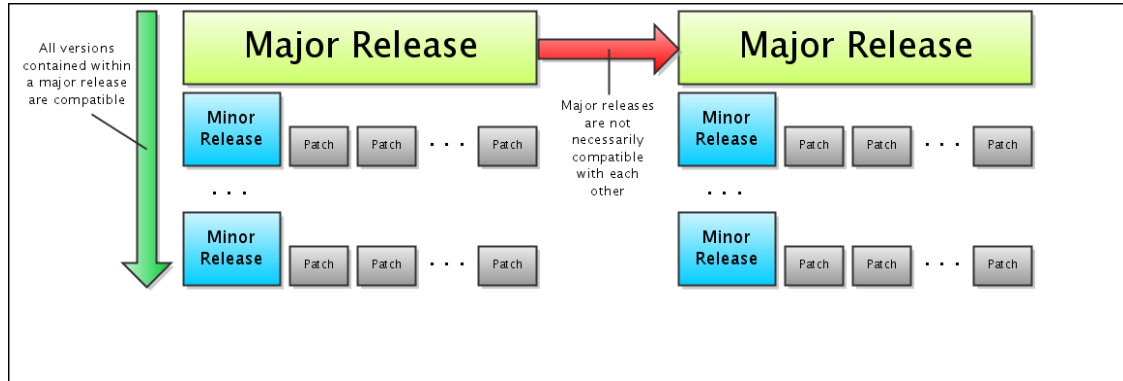 All versions
contained within
a major release
are compatible
Major Release
Major releases
are not
necessarily
compatible
with each
other
Major Release
Minor
Release
Patch
Patch
. . .
Patch
. . .
Minor
Release
Patch
Patch
. . .
Patch
Minor
Release
Patch
Patch
. . .
Patch
. . .
Minor
Release
Patch
Patch
. . .
Patch